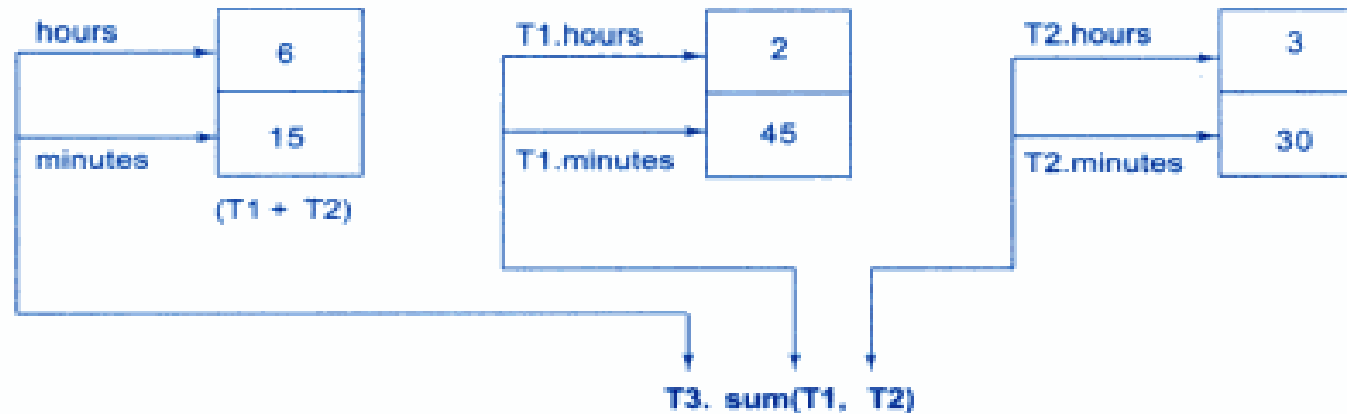 hours
6
15
minutes
(T1 + T2)
T1.hours
2
45
T1.minutes
T2.hours
3
30
T2.minutes
T3. sum(T1, T2)